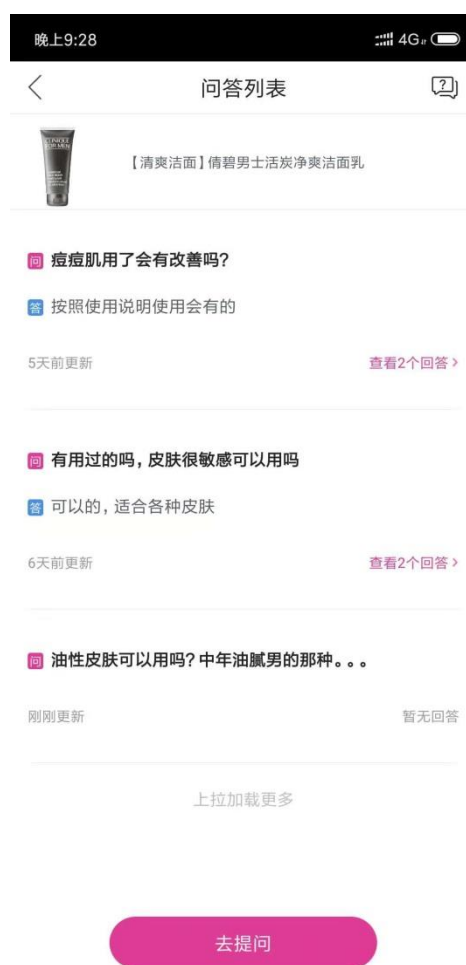 晚上9:28
4G
问答列表
CLINIQUE
FOR MEN
【清爽洁面】倩碧男士活炭净爽洁面乳
问 痘痘肌用了会有改善吗?
答 按照使用说明使用会有的
5天前更新
查看2个回答 >
问 有用过的吗,皮肤很敏感可以用吗
答 可以的,适合各种皮肤
6天前更新
查看2个回答 >
问 油性皮肤可以用吗?中年油腻男的那种。。。
刚刚更新
暂无回答
上拉加载更多
去提问